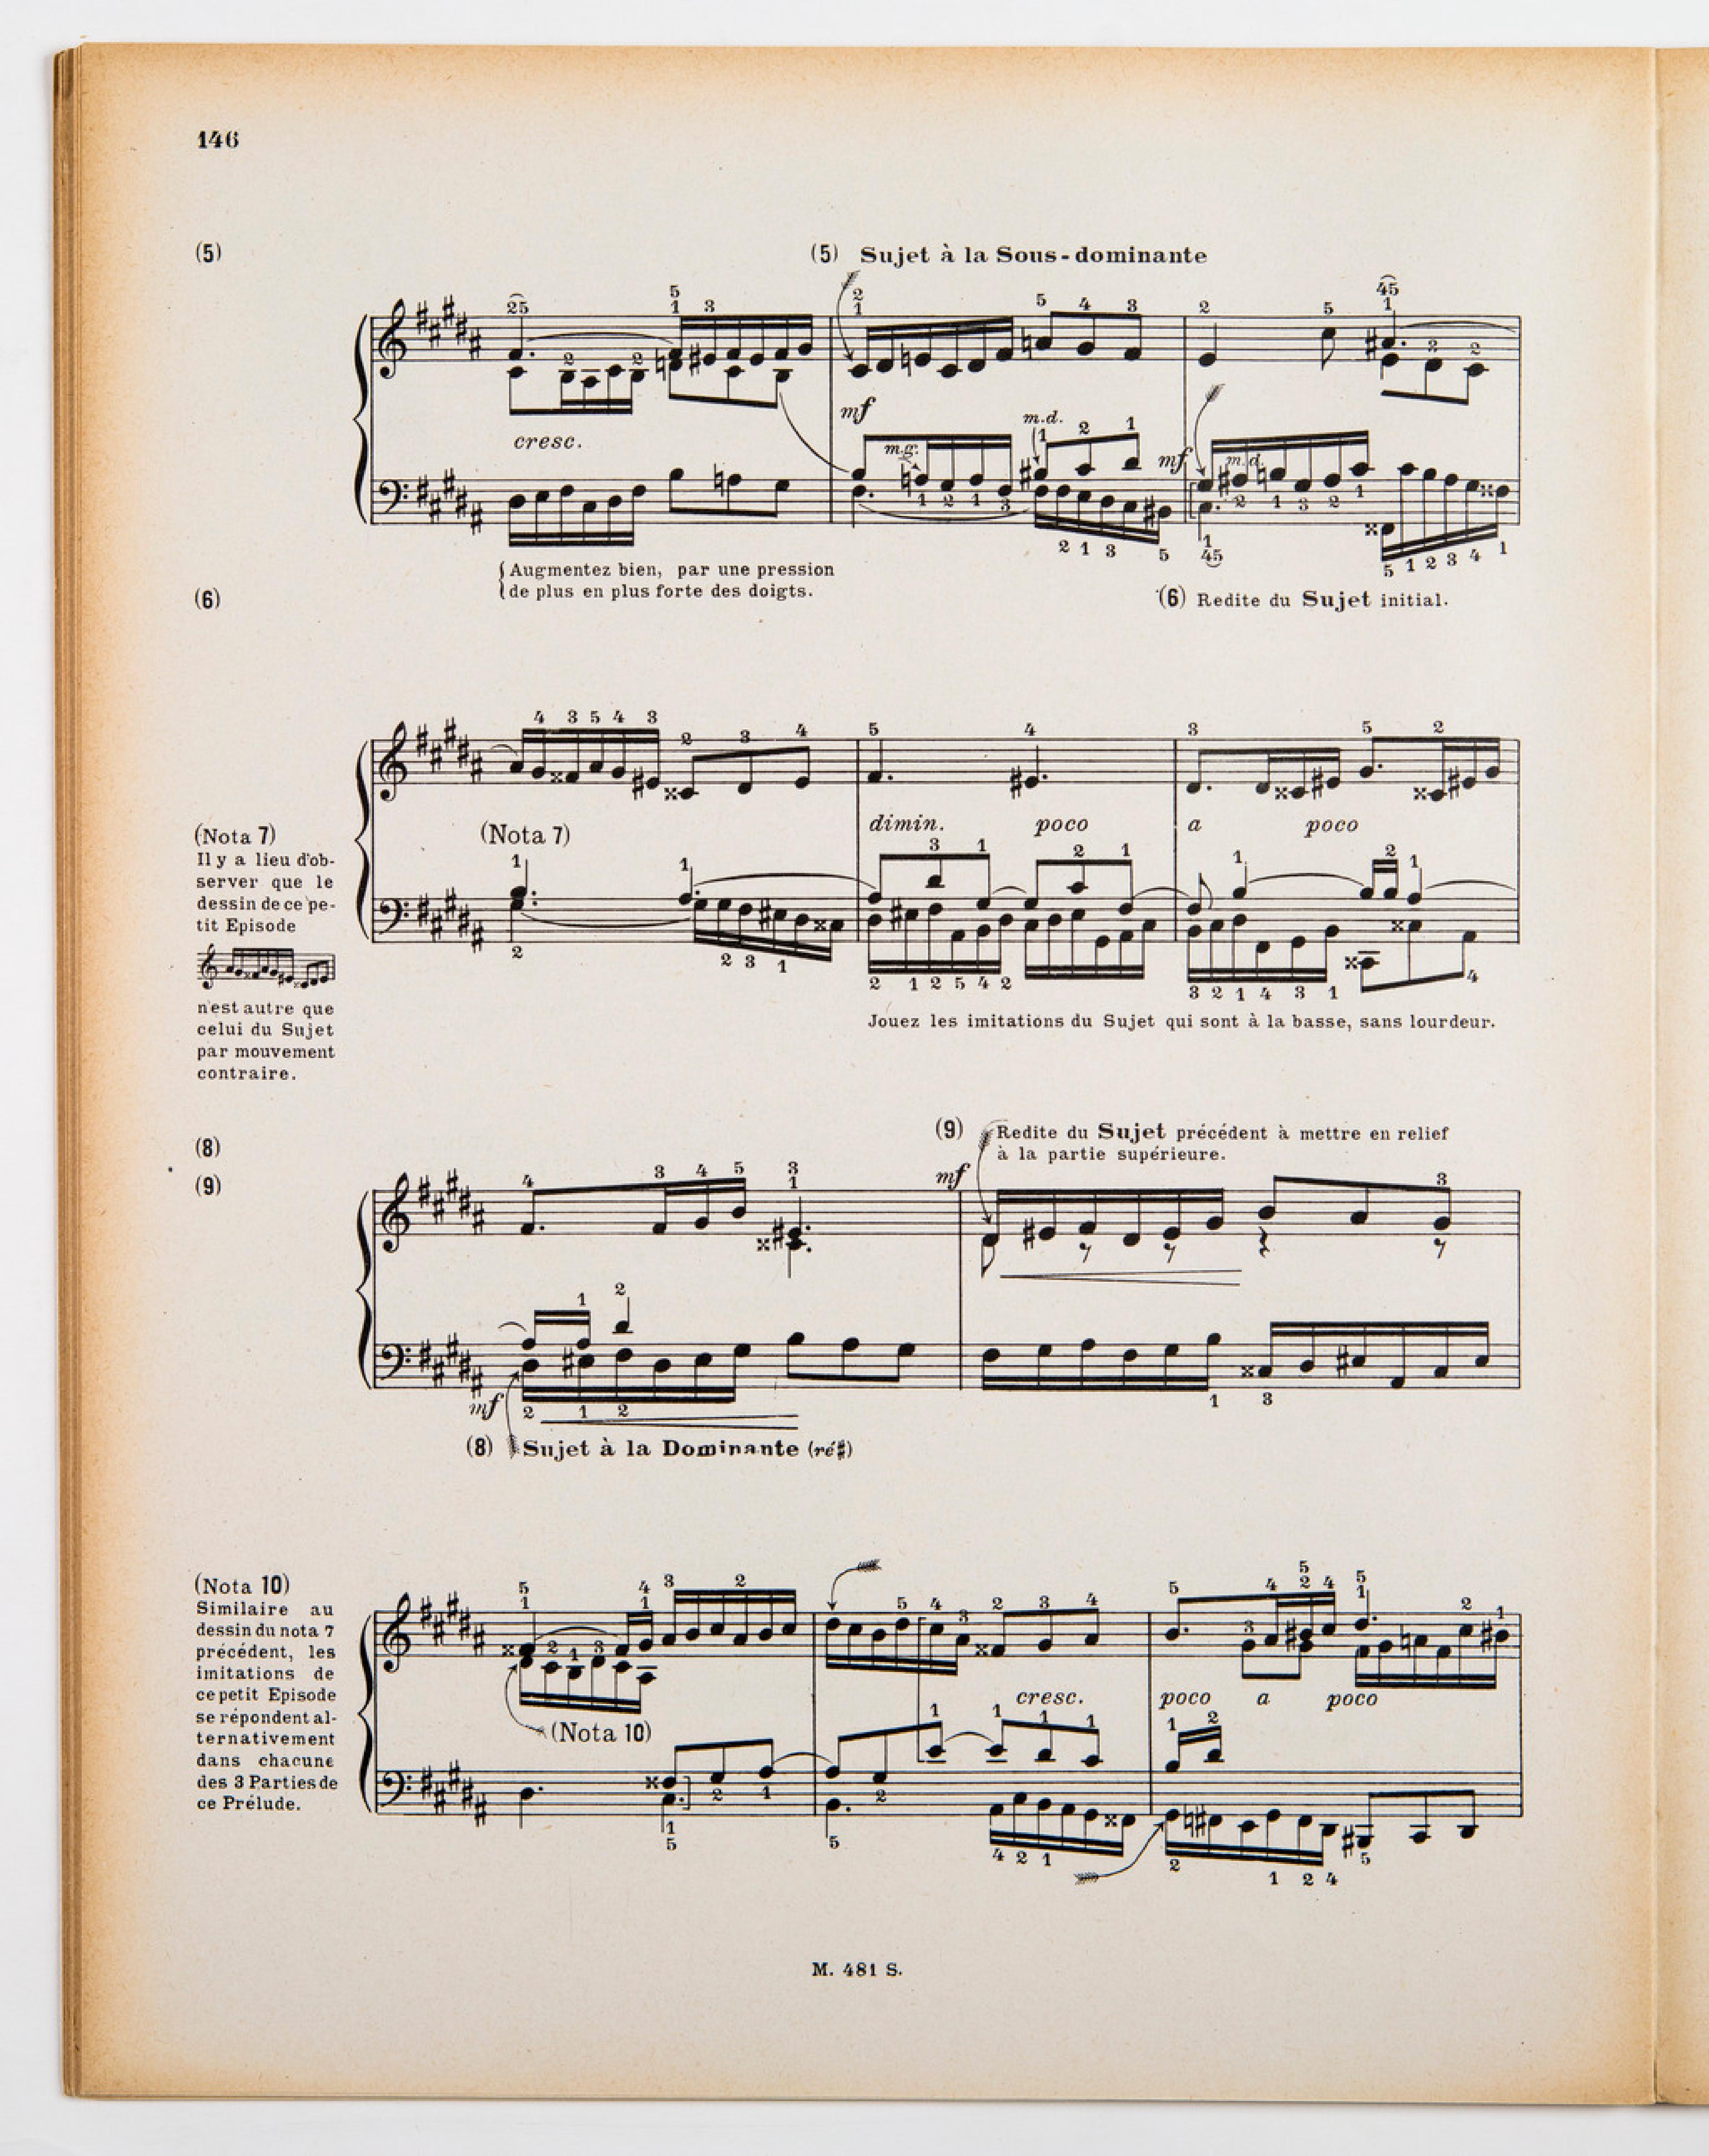 146
(5)
(5) Sujet à la Sous-dominante
cresc.
mf
m.g.
m.d.
mf
m.d.
{Augmentez bien, par une pression
de plus en plus forte des doigts.
(6)
(6) Redite du Sujet initial.
(Nota 7)
Il y a lieu d'ob-
server que le
dessin de ce pe-
tit Episode
n'est autre que
celui du Sujet
par mouvement
contraire.
(Nota 7)
dimin. poco a poco
Jouez les imitations du Sujet qui sont à la basse, sans lourdeur.
(8)
(9)
(9) Redite du Sujet précédent à mettre en relief
à la partie supérieure.
mf
mf
(8) Sujet à la Dominante (ré♯)
(Nota 10)
Similaire au
dessin du nota 7
précédent, les
imitations de
ce petit Episode
se répondent al-
ternativement
dans chacune
des 3 Parties de
ce Prélude.
(Nota 10)
cresc. poco a poco
M. 481 S.